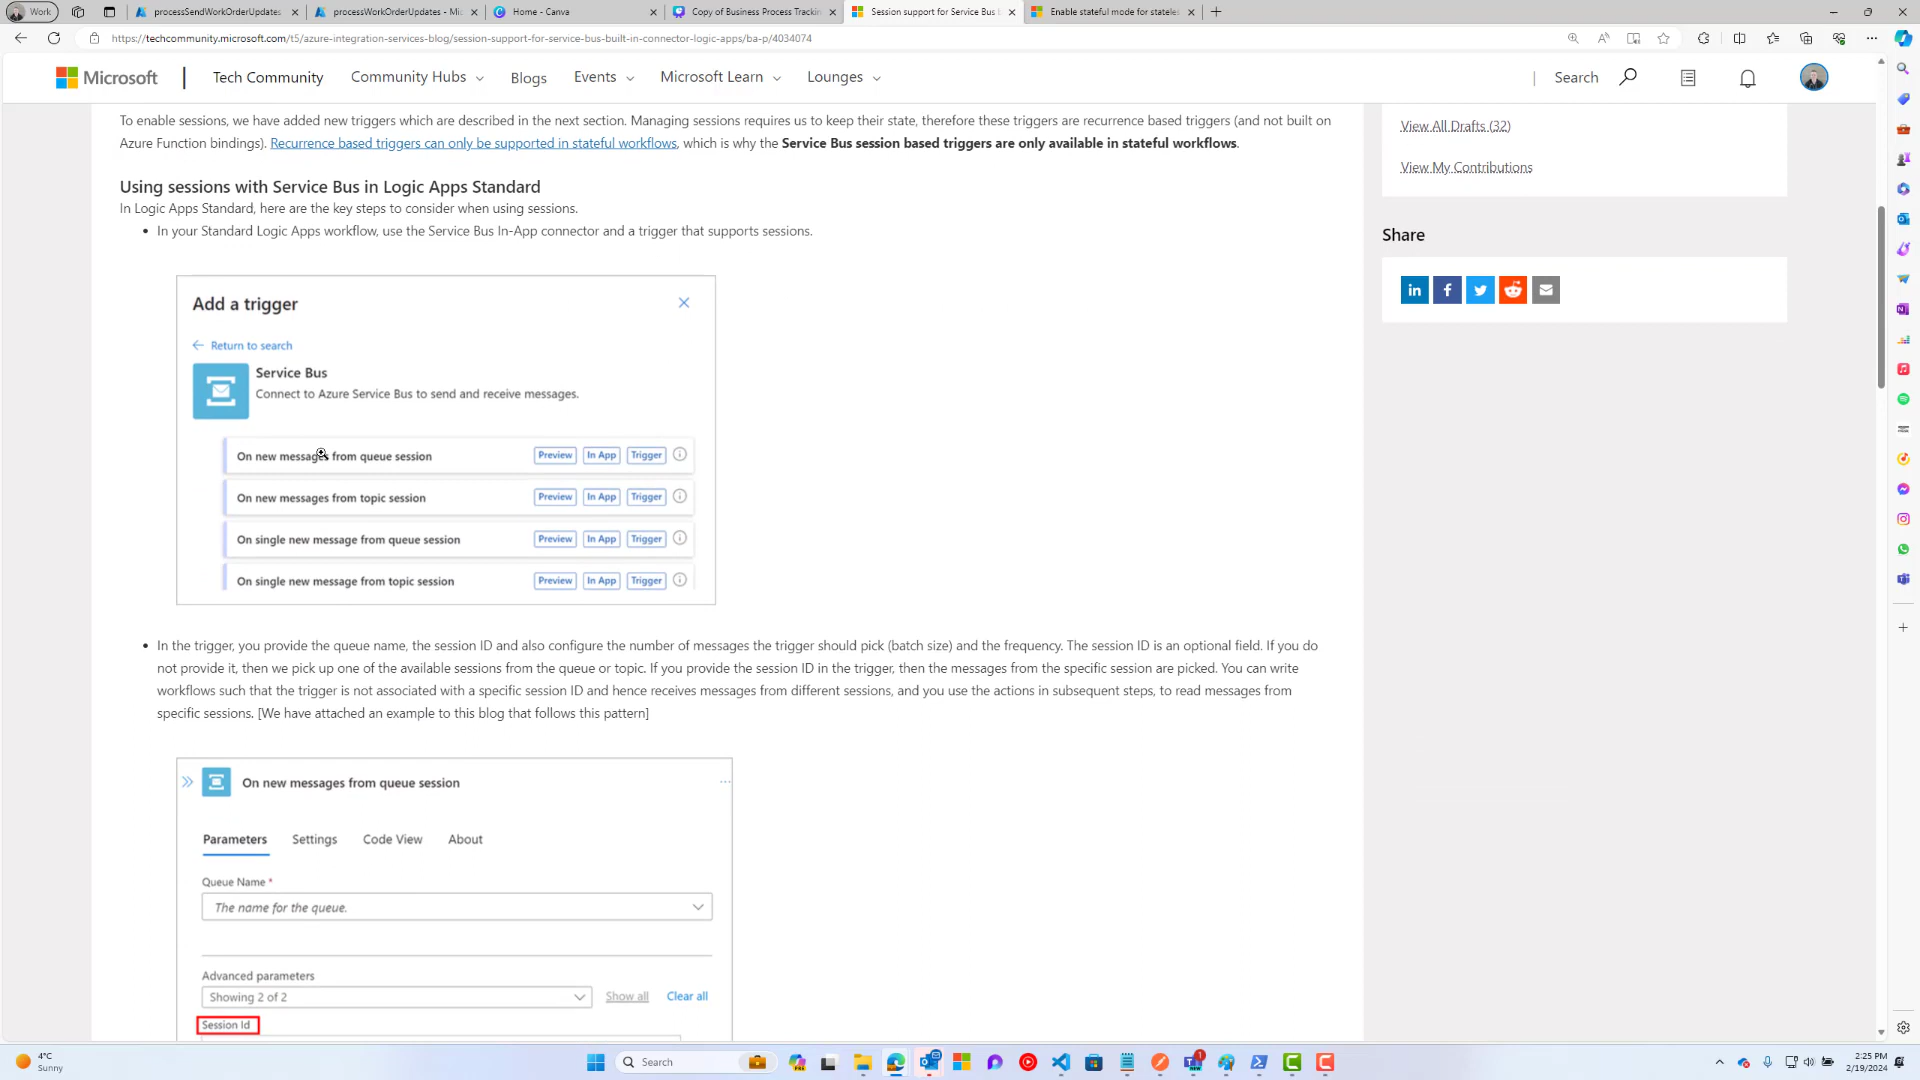 Work
processSendWorkOrderUpdates
processWorkOrderUpdates - Mic
Home - Canva
Copy of Business Process Trackin
Session support for Service Bus b
Enable stateful mode for stateles
https://techcommunity.microsoft.com/t5/azure-integration-services-blog/session-support-for-service-bus-built-in-connector-logic-apps/ba-p/4034074
Microsoft
Tech Community
Community Hubs
Blogs
Events
Microsoft Learn
Lounges
Search
To enable sessions, we have added new triggers which are described in the next section. Managing sessions requires us to keep their state, therefore these triggers are recurrence based triggers (and not built on
Azure Function bindings). Recurrence based triggers can only be supported in stateful workflows, which is why the Service Bus session based triggers are only available in stateful workflows.
View All Drafts (32)
View My Contributions
Share
Using sessions with Service Bus in Logic Apps Standard
In Logic Apps Standard, here are the key steps to consider when using sessions.
• In your Standard Logic Apps workflow, use the Service Bus In-App connector and a trigger that supports sessions.
Add a trigger
Return to search
Service Bus
Connect to Azure Service Bus to send and receive messages.
On new messages from queue session Preview In App Trigger
On new messages from topic session Preview In App Trigger
On single new message from queue session Preview In App Trigger
On single new message from topic session Preview In App Trigger
• In the trigger, you provide the queue name, the session ID and also configure the number of messages the trigger should pick (batch size) and the frequency. The session ID is an optional field. If you do
not provide it, then we pick up one of the available sessions from the queue or topic. If you provide the session ID in the trigger, then the messages from the specific session are picked. You can write
workflows such that the trigger is not associated with a specific session ID and hence receives messages from different sessions, and you use the actions in subsequent steps, to read messages from
specific sessions. [We have attached an example to this blog that follows this pattern]
On new messages from queue session
Parameters Settings Code View About
Queue Name *
The name for the queue.
Advanced parameters
Showing 2 of 2 Show all Clear all
Session Id
4°C
Sunny
Search
2:25 PM
2/19/2024